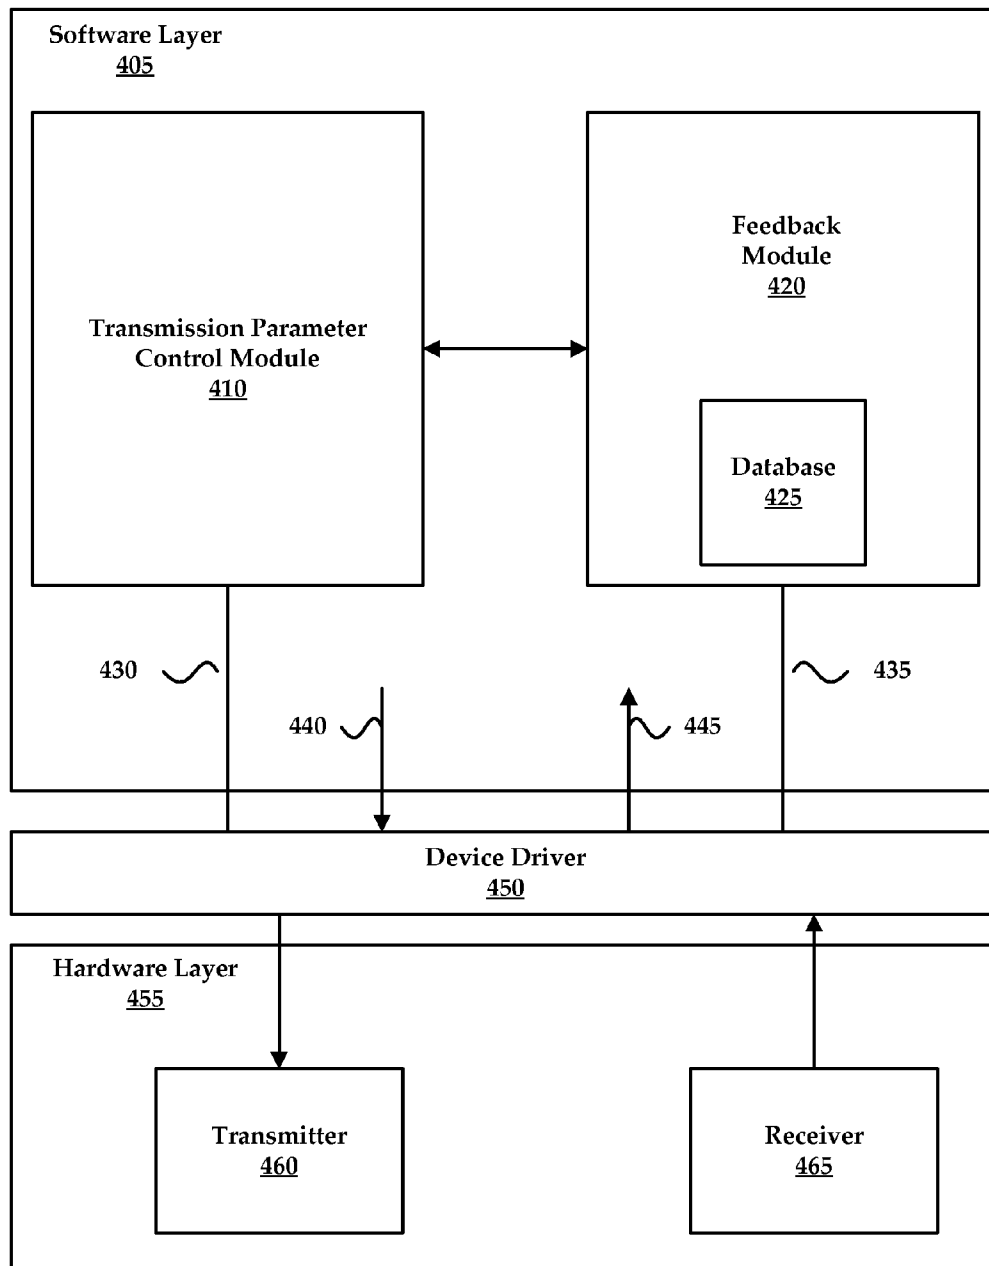 Software Layer
405
Transmission Parameter
Control Module
410
Feedback
Module
420
Database
425
430
440
445
435
Device Driver
450
Hardware Layer
455
Transmitter
460
Receiver
465